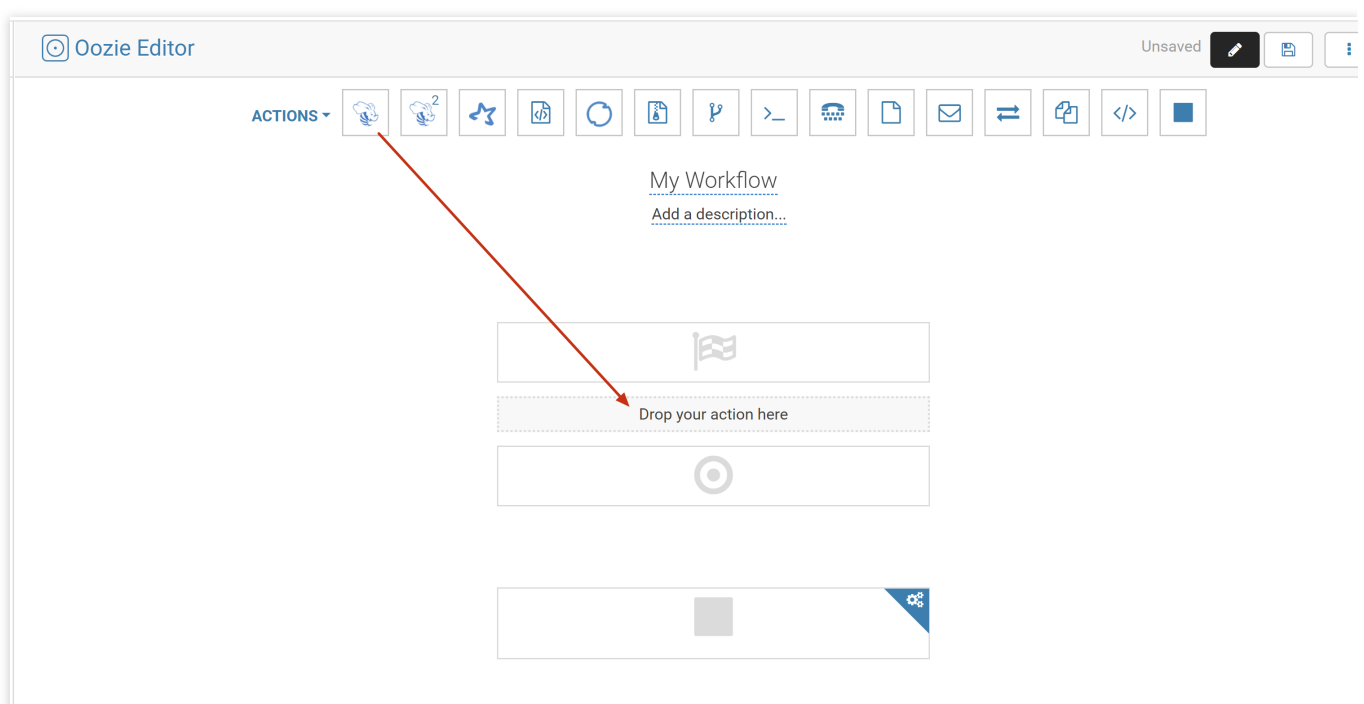 Oozie Editor
Unsaved
ACTIONS
2
My Workflow
Add a description...
Drop your action here